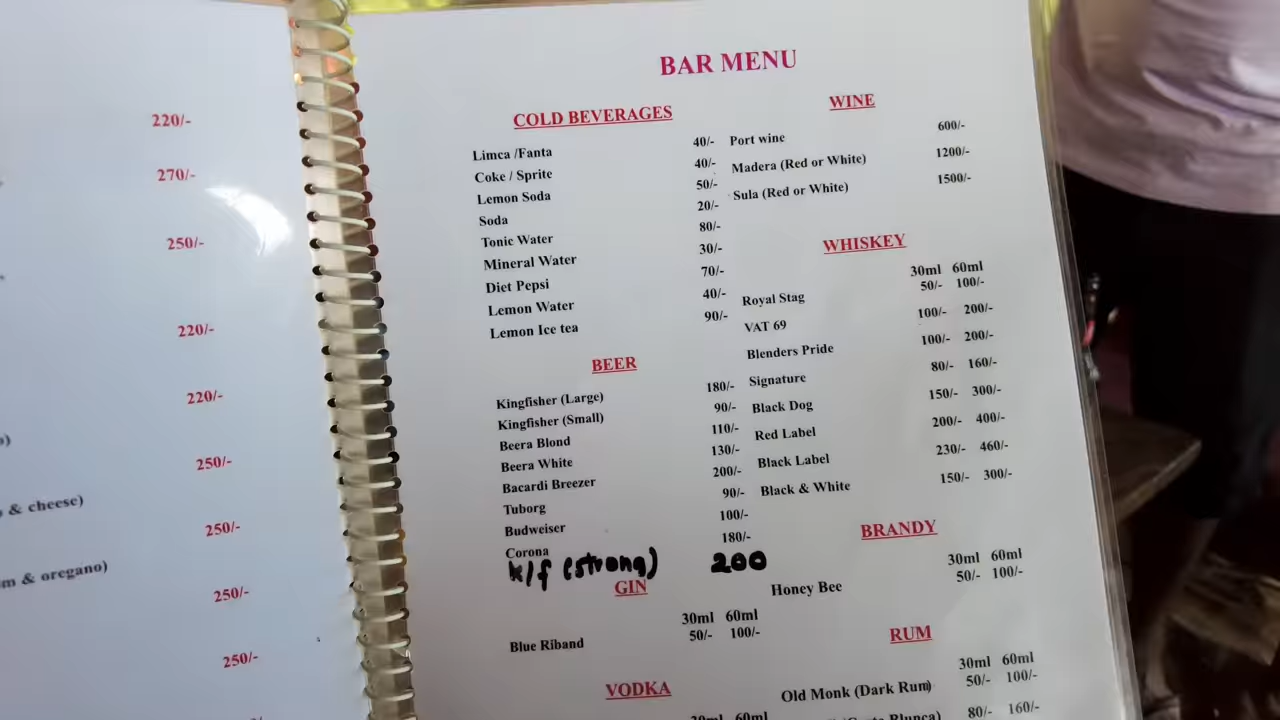 220/-
270/-
250/-
220/-
220/-
250/-
& cheese)
250/-
m & oregano)
250/-
250/-
BAR MENU
COLD BEVERAGES
Limca /Fanta 40/-
Coke / Sprite 40/-
Lemon Soda 50/-
Soda 20/-
Tonic Water 80/-
Mineral Water 30/-
Diet Pepsi 70/-
Lemon Water 40/-
Lemon Ice tea 90/-
BEER
Kingfisher (Large) 180/-
Kingfisher (Small) 90/-
Beera Blond 110/-
Beera White 130/-
Bacardi Breezer 200/-
Tuborg 90/-
Budweiser 100/-
Corona 180/-
k/f (strong) 200
GIN
30ml 60ml
Blue Riband 50/- 100/-
VODKA
30ml 60ml
WINE
Port wine 600/-
Madera (Red or White) 1200/-
Sula (Red or White) 1500/-
WHISKEY
30ml 60ml
Royal Stag 50/- 100/-
VAT 69 100/- 200/-
Blenders Pride 100/- 200/-
Signature 80/- 160/-
Black Dog 150/- 300/-
Red Label 200/- 400/-
Black Label 230/- 460/-
Black & White 150/- 300/-
BRANDY
30ml 60ml
Honey Bee 50/- 100/-
RUM
30ml 60ml
Old Monk (Dark Rum) 50/- 100/-
80/- 160/-